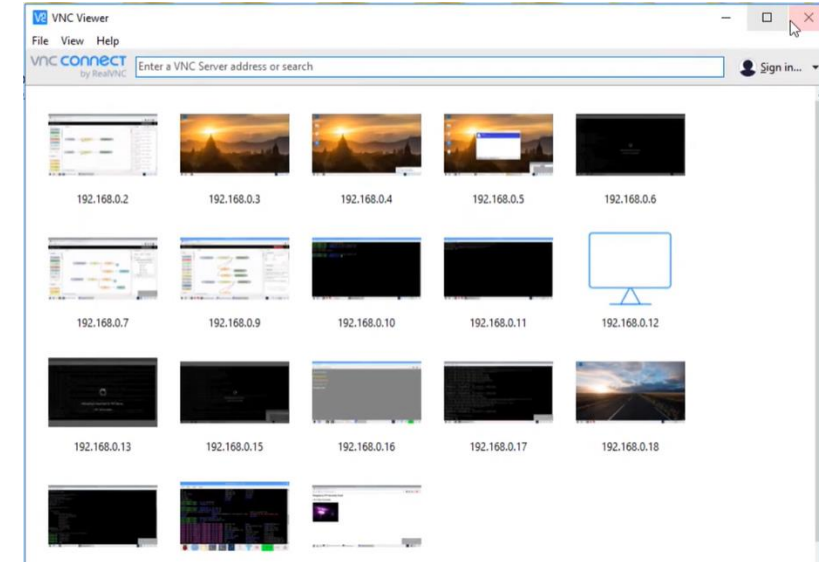 VNC Viewer
File View Help
vnc connect
by RealVNC
Enter a VNC Server address or search
Sign in...
192.168.0.2 192.168.0.3 192.168.0.4 192.168.0.5 192.168.0.6
192.168.0.7 192.168.0.9 192.168.0.10 192.168.0.11 192.168.0.12
192.168.0.13 192.168.0.15 192.168.0.16 192.168.0.17 192.168.0.18